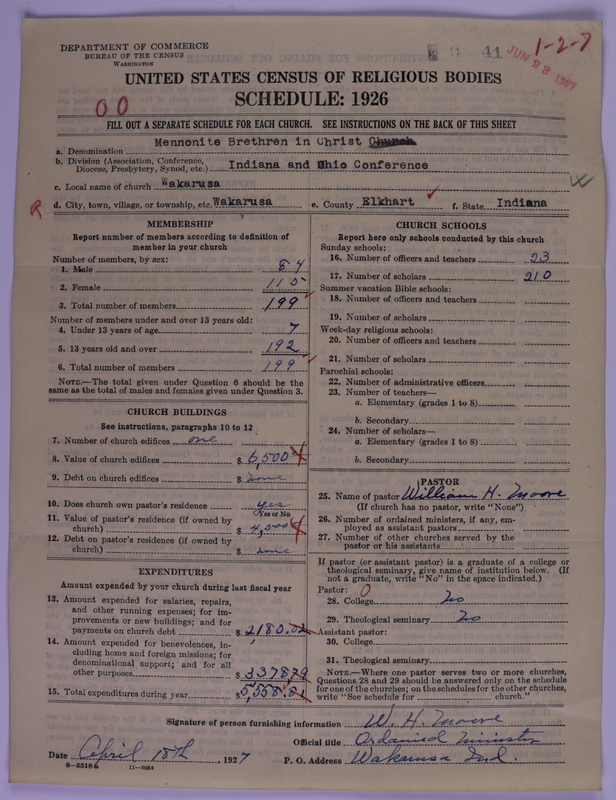 DEPARTMENT OF COMMERCE
BUREAU OF THE CENSUS
WASHINGTON
41
1-2-7
JUN 23 1927
UNITED STATES CENSUS OF RELIGIOUS BODIES
SCHEDULE: 1926
00
FILL OUT A SEPARATE SCHEDULE FOR EACH CHURCH. SEE INSTRUCTIONS ON THE BACK OF THIS SHEET
a. Denomination Mennonite Brethren in Christ Church
b. Division (Association, Conference, Diocese, Presbytery, Synod, etc.) Indiana and Ohio Conference
c. Local name of church Wakarusa
R d. City, town, village, or township, etc. Wakarusa e. County Elkhart f. State Indiana
MEMBERSHIP
Report number of members according to definition of
member in your church
Number of members, by sex:
1. Male 84
2. Female 115
3. Total number of members 199
Number of members under and over 13 years old:
4. Under 13 years of age 7
5. 13 years old and over 192
6. Total number of members 199
NOTE.—The total given under Question 6 should be
same as the total of males and females given under Question 3.
CHURCH BUILDINGS
See instructions, paragraphs 10 to 12
7. Number of church edifices one
8. Value of church edifices $ 6,500
9. Debt on church edifices $ none
10. Does church own pastor's residence yes
Yes or No
11. Value of pastor's residence (if owned by
church) $ 4,500
12. Debt on pastor's residence (if owned by
church) $ none
EXPENDITURES
Amount expended by your church during last fiscal year
13. Amount expended for salaries, repairs,
and other running expenses; for im-
provements or new buildings; and for
payments on church debt $ 2180.02
14. Amount expended for benevolences, in-
cluding home and foreign missions; for
denominational support; and for all
other purposes $ 337879
15. Total expenditures during year $ 5,558.81
CHURCH SCHOOLS
Report here only schools conducted by this church
Sunday schools:
16. Number of officers and teachers 23
17. Number of scholars 210
Summer vacation Bible schools:
18. Number of officers and teachers
19. Number of scholars
Week-day religious schools:
20. Number of officers and teachers
21. Number of scholars
Parochial schools:
22. Number of administrative officers
23. Number of teachers—
a. Elementary (grades 1 to 8)
b. Secondary
24. Number of scholars—
a. Elementary (grades 1 to 8)
b. Secondary
PASTOR
25. Name of pastor William H. Moore
(If church has no pastor, write "None")
26. Number of ordained ministers, if any, em-
ployed as assistant pastors
27. Number of other churches served by the
pastor or his assistants
If pastor (or assistant pastor) is a graduate of a college or
theological seminary, give name of institution below. (If
not a graduate, write "No" in the space indicated.)
Pastor: 0
28. College No
29. Theological seminary No
Assistant pastor:
30. College
31. Theological seminary
NOTE.—Where one pastor serves two or more churches,
Questions 28 and 29 should be answered only on the schedule
for one of the churches; on the schedules for the other churches,
write "See schedule for church."
Signature of person furnishing information W. H. Moore
Official title Ordained Minister
Date April 18th, 1927 P. O. Address Wakarusa Ind.
8-5518a 11-9084